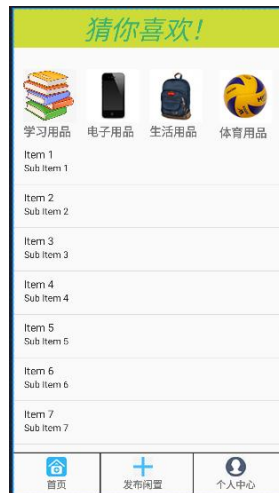 猜你喜欢！
学习用品 电子用品 生活用品 体育用品
Item 1
Sub Item 1
Item 2
Sub Item 2
Item 3
Sub Item 3
Item 4
Sub Item 4
Item 5
Sub Item 5
Item 6
Sub Item 6
Item 7
Sub Item 7
首页 发布闲置 个人中心